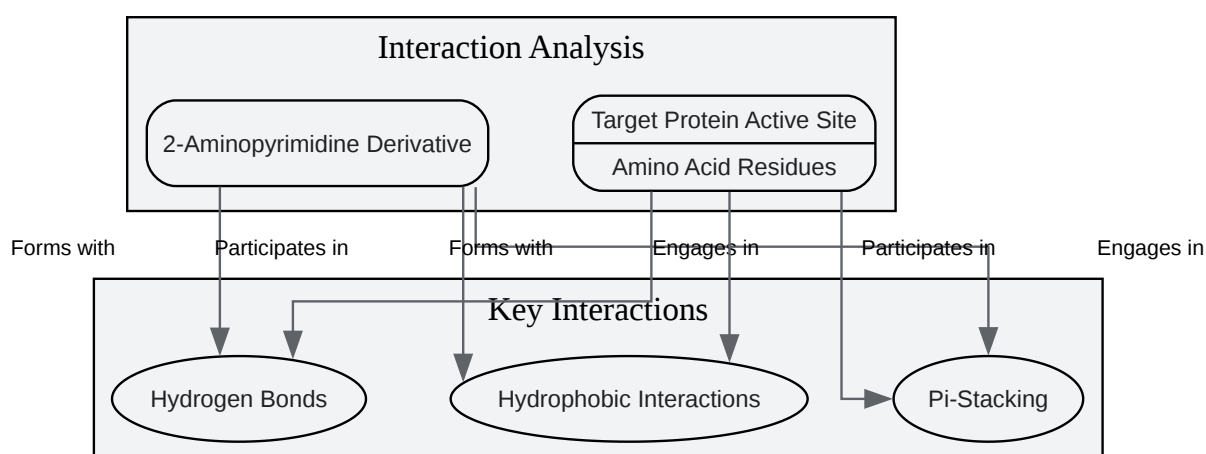 Interaction Analysis
2-Aminopyrimidine Derivative
Target Protein Active Site
Amino Acid Residues
Forms with
Participates in
Forms with
Engages in
Participates in
Engages in
Key Interactions
Hydrogen Bonds
Hydrophobic Interactions
Pi-Stacking